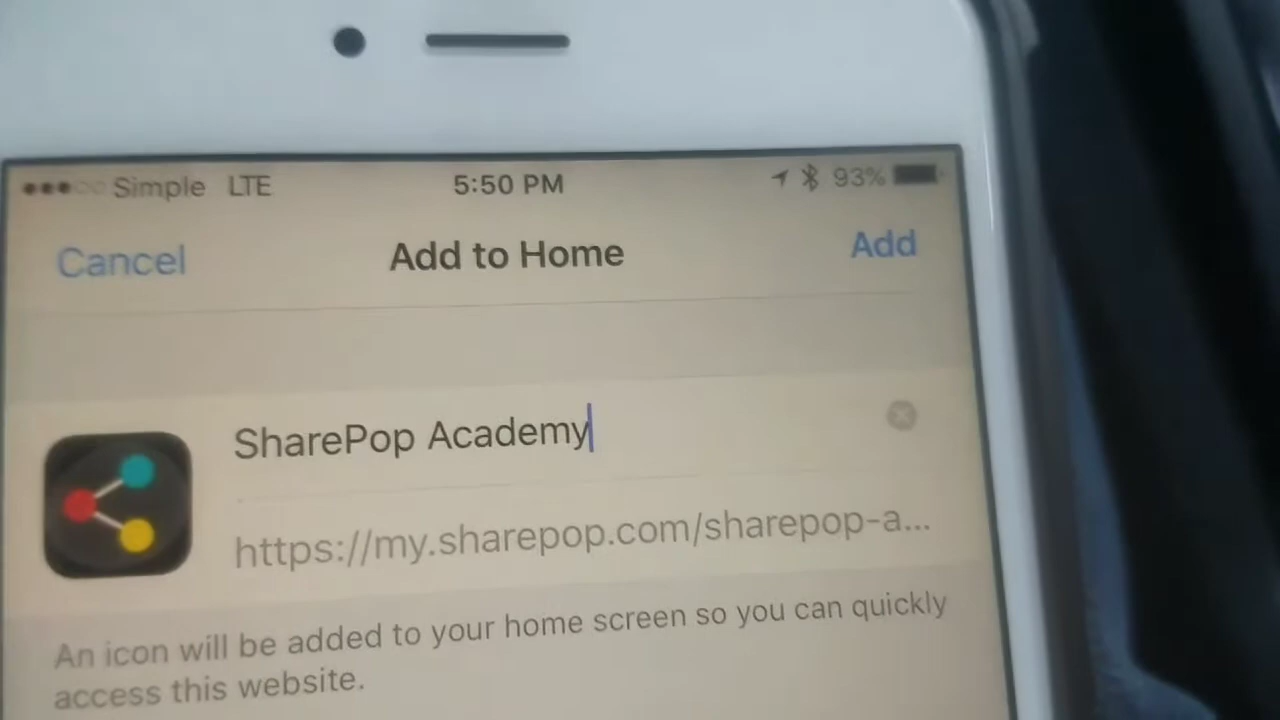 Simple LTE 5:50 PM 93%
Cancel Add to Home Add
SharePop Academy
https://my.sharepop.com/sharepop-a...
An icon will be added to your home screen so you can quickly
access this website.